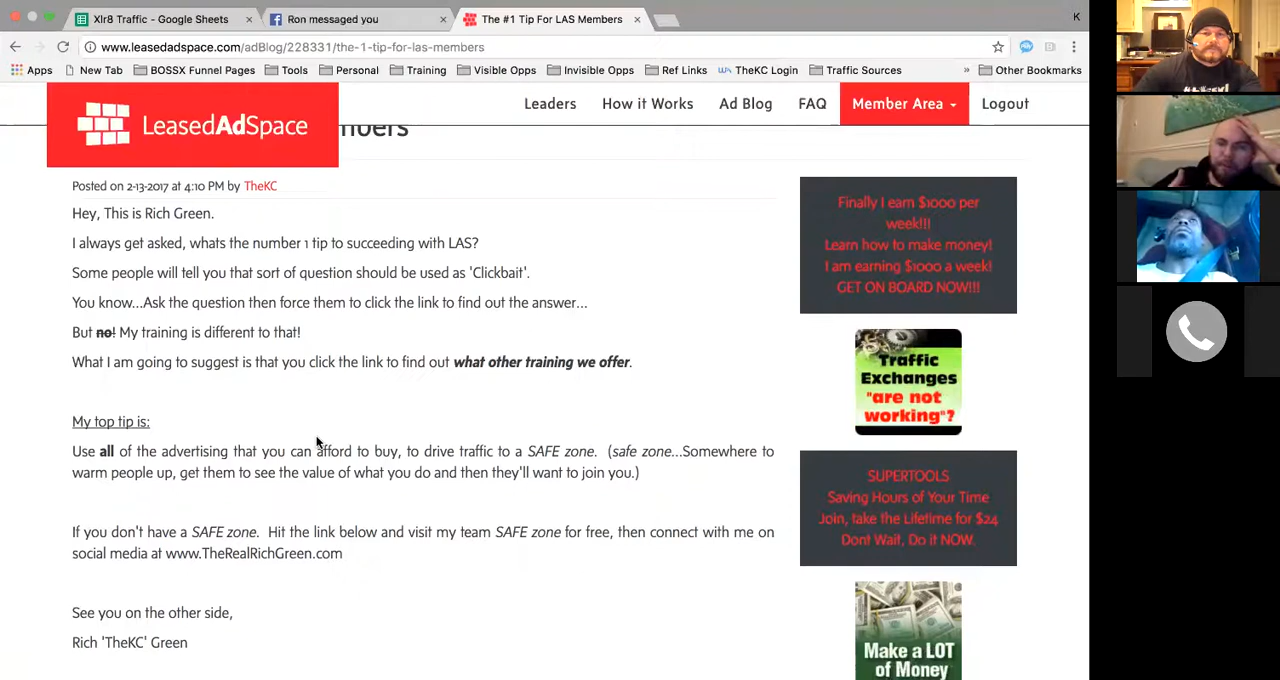 Xlr8 Traffic - Google Sheets
Ron messaged you
The #1 Tip For LAS Members
K
www.leasedadspace.com/adBlog/228331/the-1-tip-for-las-members
Apps
New Tab
BOSSX Funnel Pages
Tools
Personal
Training
Visible Opps
Invisible Opps
Ref Links
TheKC Login
Traffic Sources
»
Other Bookmarks
LeasedAdSpace
Leaders
How it Works
Ad Blog
FAQ
Member Area
Logout
mbers
Posted on 2-13-2017 at 4:10 PM by TheKC
Hey, This is Rich Green.
I always get asked, whats the number 1 tip to succeeding with LAS?
Some people will tell you that sort of question should be used as 'Clickbait'.
You know...Ask the question then force them to click the link to find out the answer...
But no! My training is different to that!
What I am going to suggest is that you click the link to find out what other training we offer.
My top tip is:
Use all of the advertising that you can afford to buy, to drive traffic to a SAFE zone. (safe zone...Somewhere to
warm people up, get them to see the value of what you do and then they'll want to join you.)
If you don't have a SAFE zone. Hit the link below and visit my team SAFE zone for free, then connect with me on
social media at www.TheRealRichGreen.com
See you on the other side,
Rich 'TheKC' Green
Finally I earn $1000 per
week!!!
Learn how to make money!
I am earning $1000 a week!
GET ON BOARD NOW!!!
Traffic
Exchanges
"are not
working"?
SUPERTOOLS
Saving Hours of Your Time
Join, take the Lifetime for $24
Dont Wait, Do it NOW.
Make a LOT
of Money